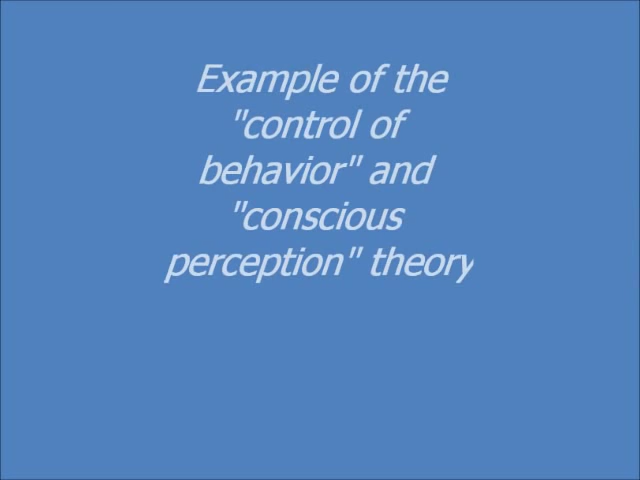 Example of the
"control of
behavior" and
"conscious
perception" theory